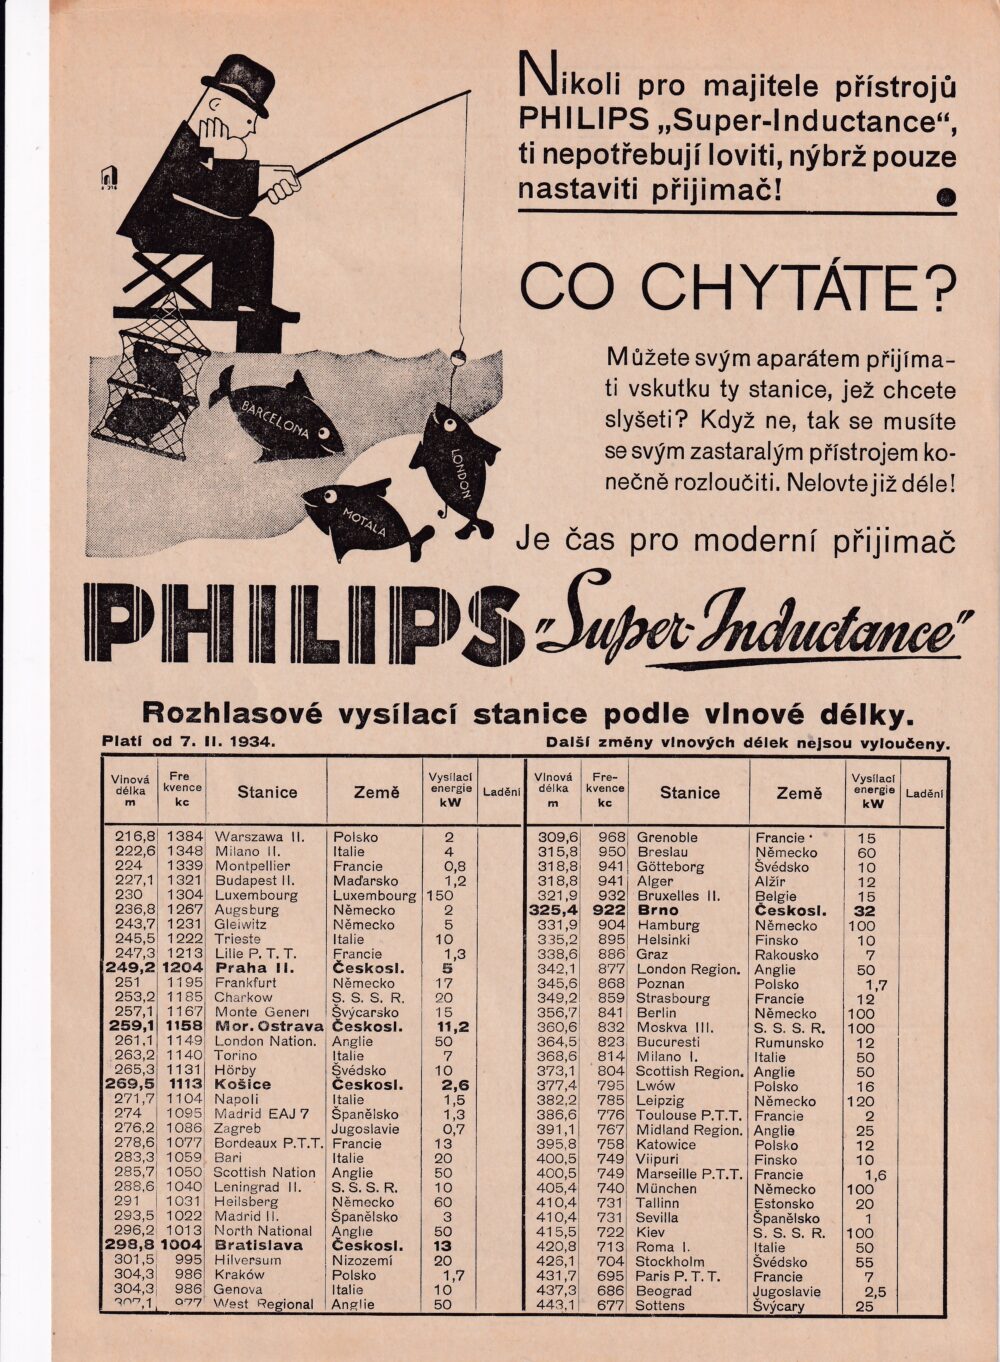 Nikoli pro majitele přístrojů
PHILIPS „Super-Inductance“,
ti nepotřebují loviti, nýbrž pouze
nastaviti přijimač!
CO CHYTÁTE?
Můžete svým aparátem přijíma-
ti vskutku ty stanice, jež chcete
slyšeti? Když ne, tak se musíte
se svým zastaralým přístrojem ko-
nečně rozloučiti. Nelovte již déle!
BARCELONA
LONDON
MOTALA
Je čas pro moderní přijimač
PHILIPS „Super-Inductance“
Rozhlasové vysílací stanice podle vlnové délky.
Platí od 7. II. 1934. Další změny vlnových délek nejsou vyloučeny.
Vlnová délka m Fre kvence kc Stanice Země Vysílací energie kW Ladění
216,8 1384 Warszawa II. Polsko 2
222,6 1348 Milano II. Italie 4
224 1339 Montpellier Francie 0,8
227,1 1321 Budapest II. Maďarsko 1,2
230 1304 Luxembourg Luxembourg 150
236,8 1267 Augsburg Německo 2
243,7 1231 Gleiwitz Německo 5
245,5 1222 Trieste Italie 10
247,3 1213 Lille P. T. T. Francie 1,3
249,2 1204 Praha II. Českosl. 5
251 1195 Frankfurt Německo 17
253,2 1185 Charkow S. S. S. R. 20
257,1 1167 Monte Generi Švýcarsko 15
259,1 1158 Mor. Ostrava Českosl. 11,2
261,1 1149 London Nation. Anglie 50
263,2 1140 Torino Italie 7
265,3 1131 Hörby Švédsko 10
269,5 1113 Košice Českosl. 2,6
271,7 1104 Napoli Italie 1,5
274 1095 Madrid EAJ 7 Španělsko 1,3
276,2 1086 Zagreb Jugoslavie 0,7
278,6 1077 Bordeaux P.T.T. Francie 13
283,3 1059 Bari Italie 20
285,7 1050 Scottish Nation Anglie 50
288,6 1040 Leningrad II. S. S. S. R. 10
291 1031 Heilsberg Německo 60
293,5 1022 Madrid II. Španělsko 3
296,2 1013 North National Anglie 50
298,8 1004 Bratislava Českosl. 13
301,5 995 Hilversum Nizozemí 20
304,3 986 Kraków Polsko 1,7
304,3 986 Genova Italie 10
307,1 977 West Regional Anglie 50
Vlnová délka m Fre- kvence kc Stanice Země Vysílací energie kW Ladění
309,6 968 Grenoble Francie 15
315,8 950 Breslau Německo 60
318,8 941 Götteborg Švédsko 10
318,8 941 Alger Alžír 12
321,9 932 Bruxelles II. Belgie 15
325,4 922 Brno Českosl. 32
331,9 904 Hamburg Německo 100
335,2 895 Helsinki Finsko 10
338,6 886 Graz Rakousko 7
342,1 877 London Region. Anglie 50
345,6 868 Poznan Polsko 1,7
349,2 859 Strasbourg Francie 12
356,7 841 Berlin Německo 100
360,6 832 Moskva III. S. S. S. R. 100
364,5 823 Bucuresti Rumunsko 12
368,6 814 Milano I. Italie 50
373,1 804 Scottish Region. Anglie 50
377,4 795 Lwów Polsko 16
382,2 785 Leipzig Německo 120
386,6 776 Toulouse P.T.T. Francie 2
391,1 767 Midland Region. Anglie 25
395,8 758 Katowice Polsko 12
400,5 749 Viipuri Finsko 10
400,5 749 Marseille P.T.T. Francie 1,6
405,4 740 München Německo 100
410,4 731 Tallinn Estonsko 20
410,4 731 Sevilla Španělsko 1
415,5 722 Kiev S. S. S. R. 100
420,8 713 Roma I. Italie 50
426,1 704 Stockholm Švédsko 55
431,7 695 Paris P. T. T. Francie 7
437,3 686 Beograd Jugoslavie 2,5
443,1 677 Sottens Švýcary 25